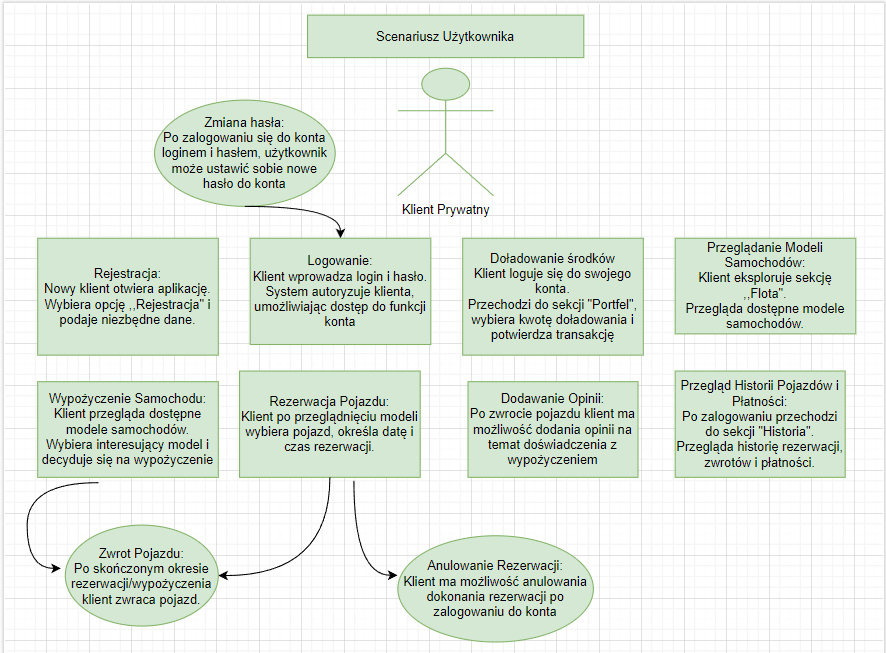 Scenariusz Użytkownika
Zmiana hasła:
Po zalogowaniu się do konta
loginem i hasłem, użytkownik
może ustawić sobie nowe
hasło do konta
Klient Prywatny
Rejestracja:
Nowy klient otwiera aplikację.
Wybiera opcję ,,Rejestracja" i
podaje niezbędne dane.
Logowanie:
Klient wprowadza login i hasło.
System autoryzuje klienta,
umożliwiając dostęp do funkcji
konta
Doładowanie środków
Klient loguje się do swojego
konta.
Przechodzi do sekcji "Portfel",
wybiera kwotę doładowania i
potwierdza transakcję
Przeglądanie Modeli
Samochodów:
Klient eksploruje sekcję
,,Flota".
Przegląda dostępne modele
samochodów.
Wypożyczenie Samochodu:
Klient przegląda dostępne
modele samochodów.
Wybiera interesujący model i
decyduje się na wypożyczenie
Rezerwacja Pojazdu:
Klient po przeglądnięciu modeli
wybiera pojazd, określa datę i
czas rezerwacji.
Dodawanie Opinii:
Po zwrocie pojazdu klient ma
możliwość dodania opinii na
temat doświadczenia z
wypożyczeniem
Przegląd Historii Pojazdów i
Płatności:
Po zalogowaniu przechodzi
do sekcji "Historia".
Przegląda historię rezerwacji,
zwrotów i płatności.
Zwrot Pojazdu:
Po skończonym okresie
rezerwacji/wypożyczenia
klient zwraca pojazd.
Anulowanie Rezerwacji:
Klient ma możliwość anulowania
dokonania rezerwacji po
zalogowaniu do konta